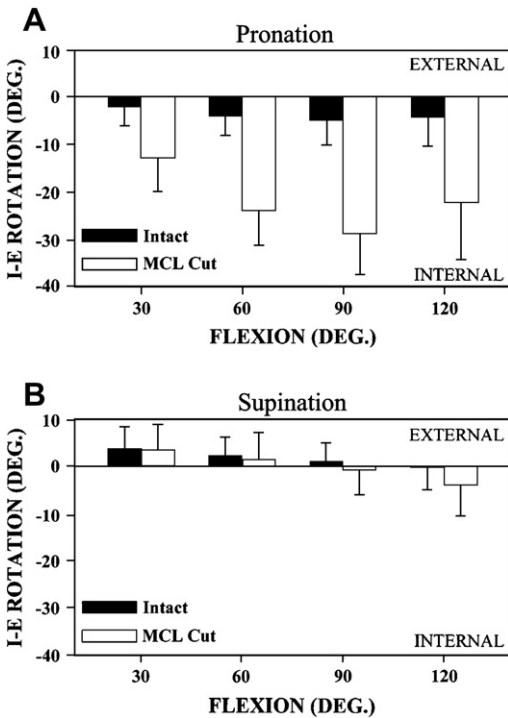 A
Pronation
10
EXTERNAL
0
-10
-20
-30
-40
I-E ROTATION (DEG.)
Intact
MCL Cut
INTERNAL
30 60 90 120
FLEXION (DEG.)
B
Supination
10
EXTERNAL
0
-10
-20
-30
-40
I-E ROTATION (DEG.)
Intact
MCL Cut
INTERNAL
30 60 90 120
FLEXION (DEG.)